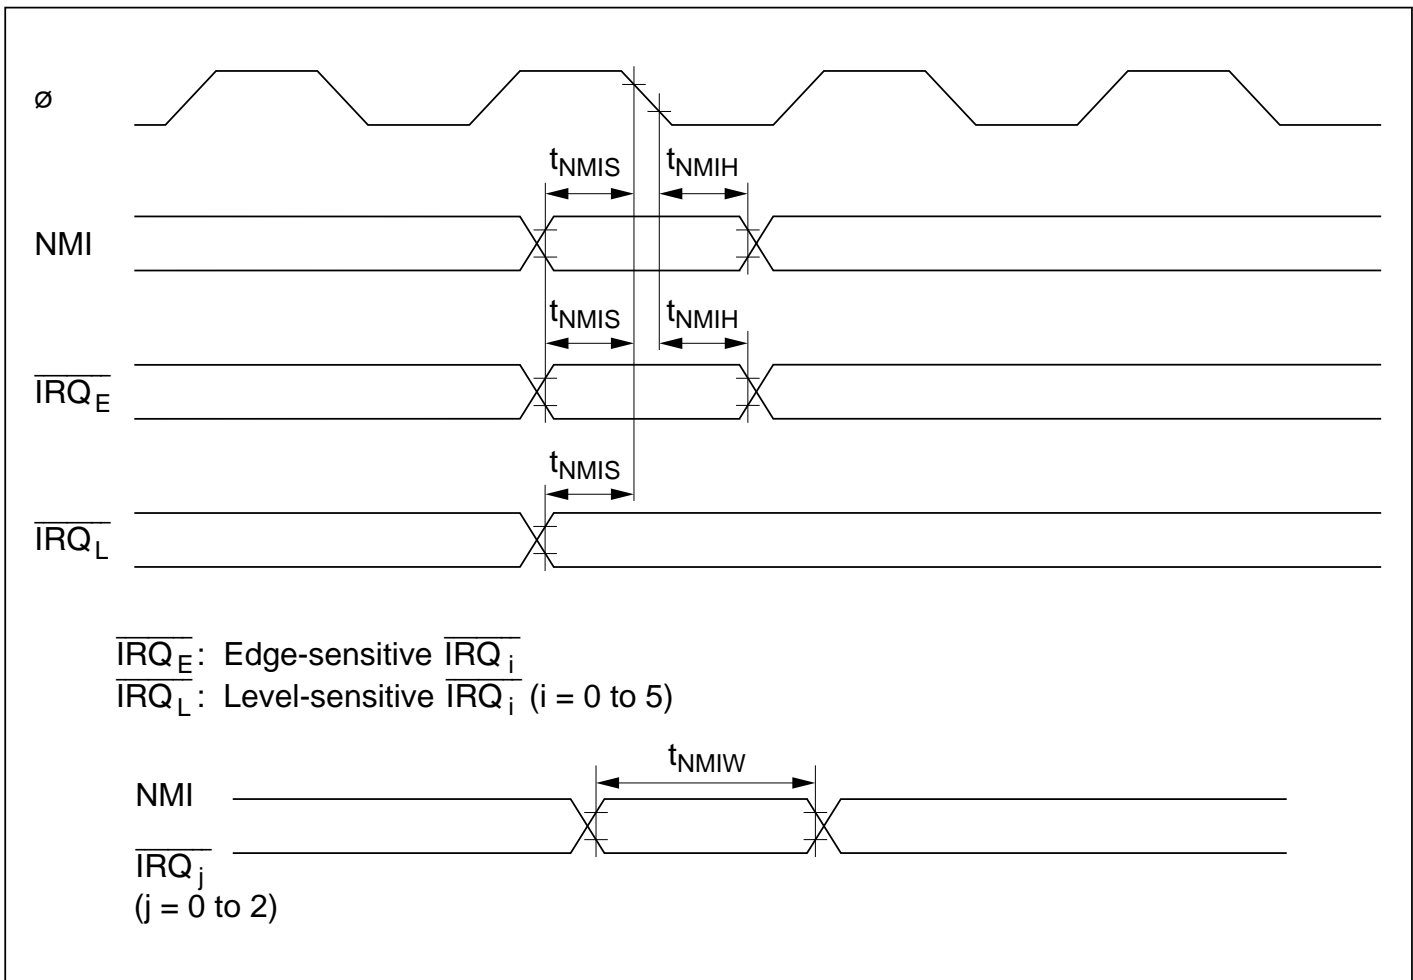 ø
tNMIS tNMIH
NMI
tNMIS tNMIH
IRQE
tNMIS
IRQL
IRQE: Edge-sensitive IRQi
IRQL: Level-sensitive IRQi (i = 0 to 5)
tNMIW
NMI
IRQj
(j = 0 to 2)